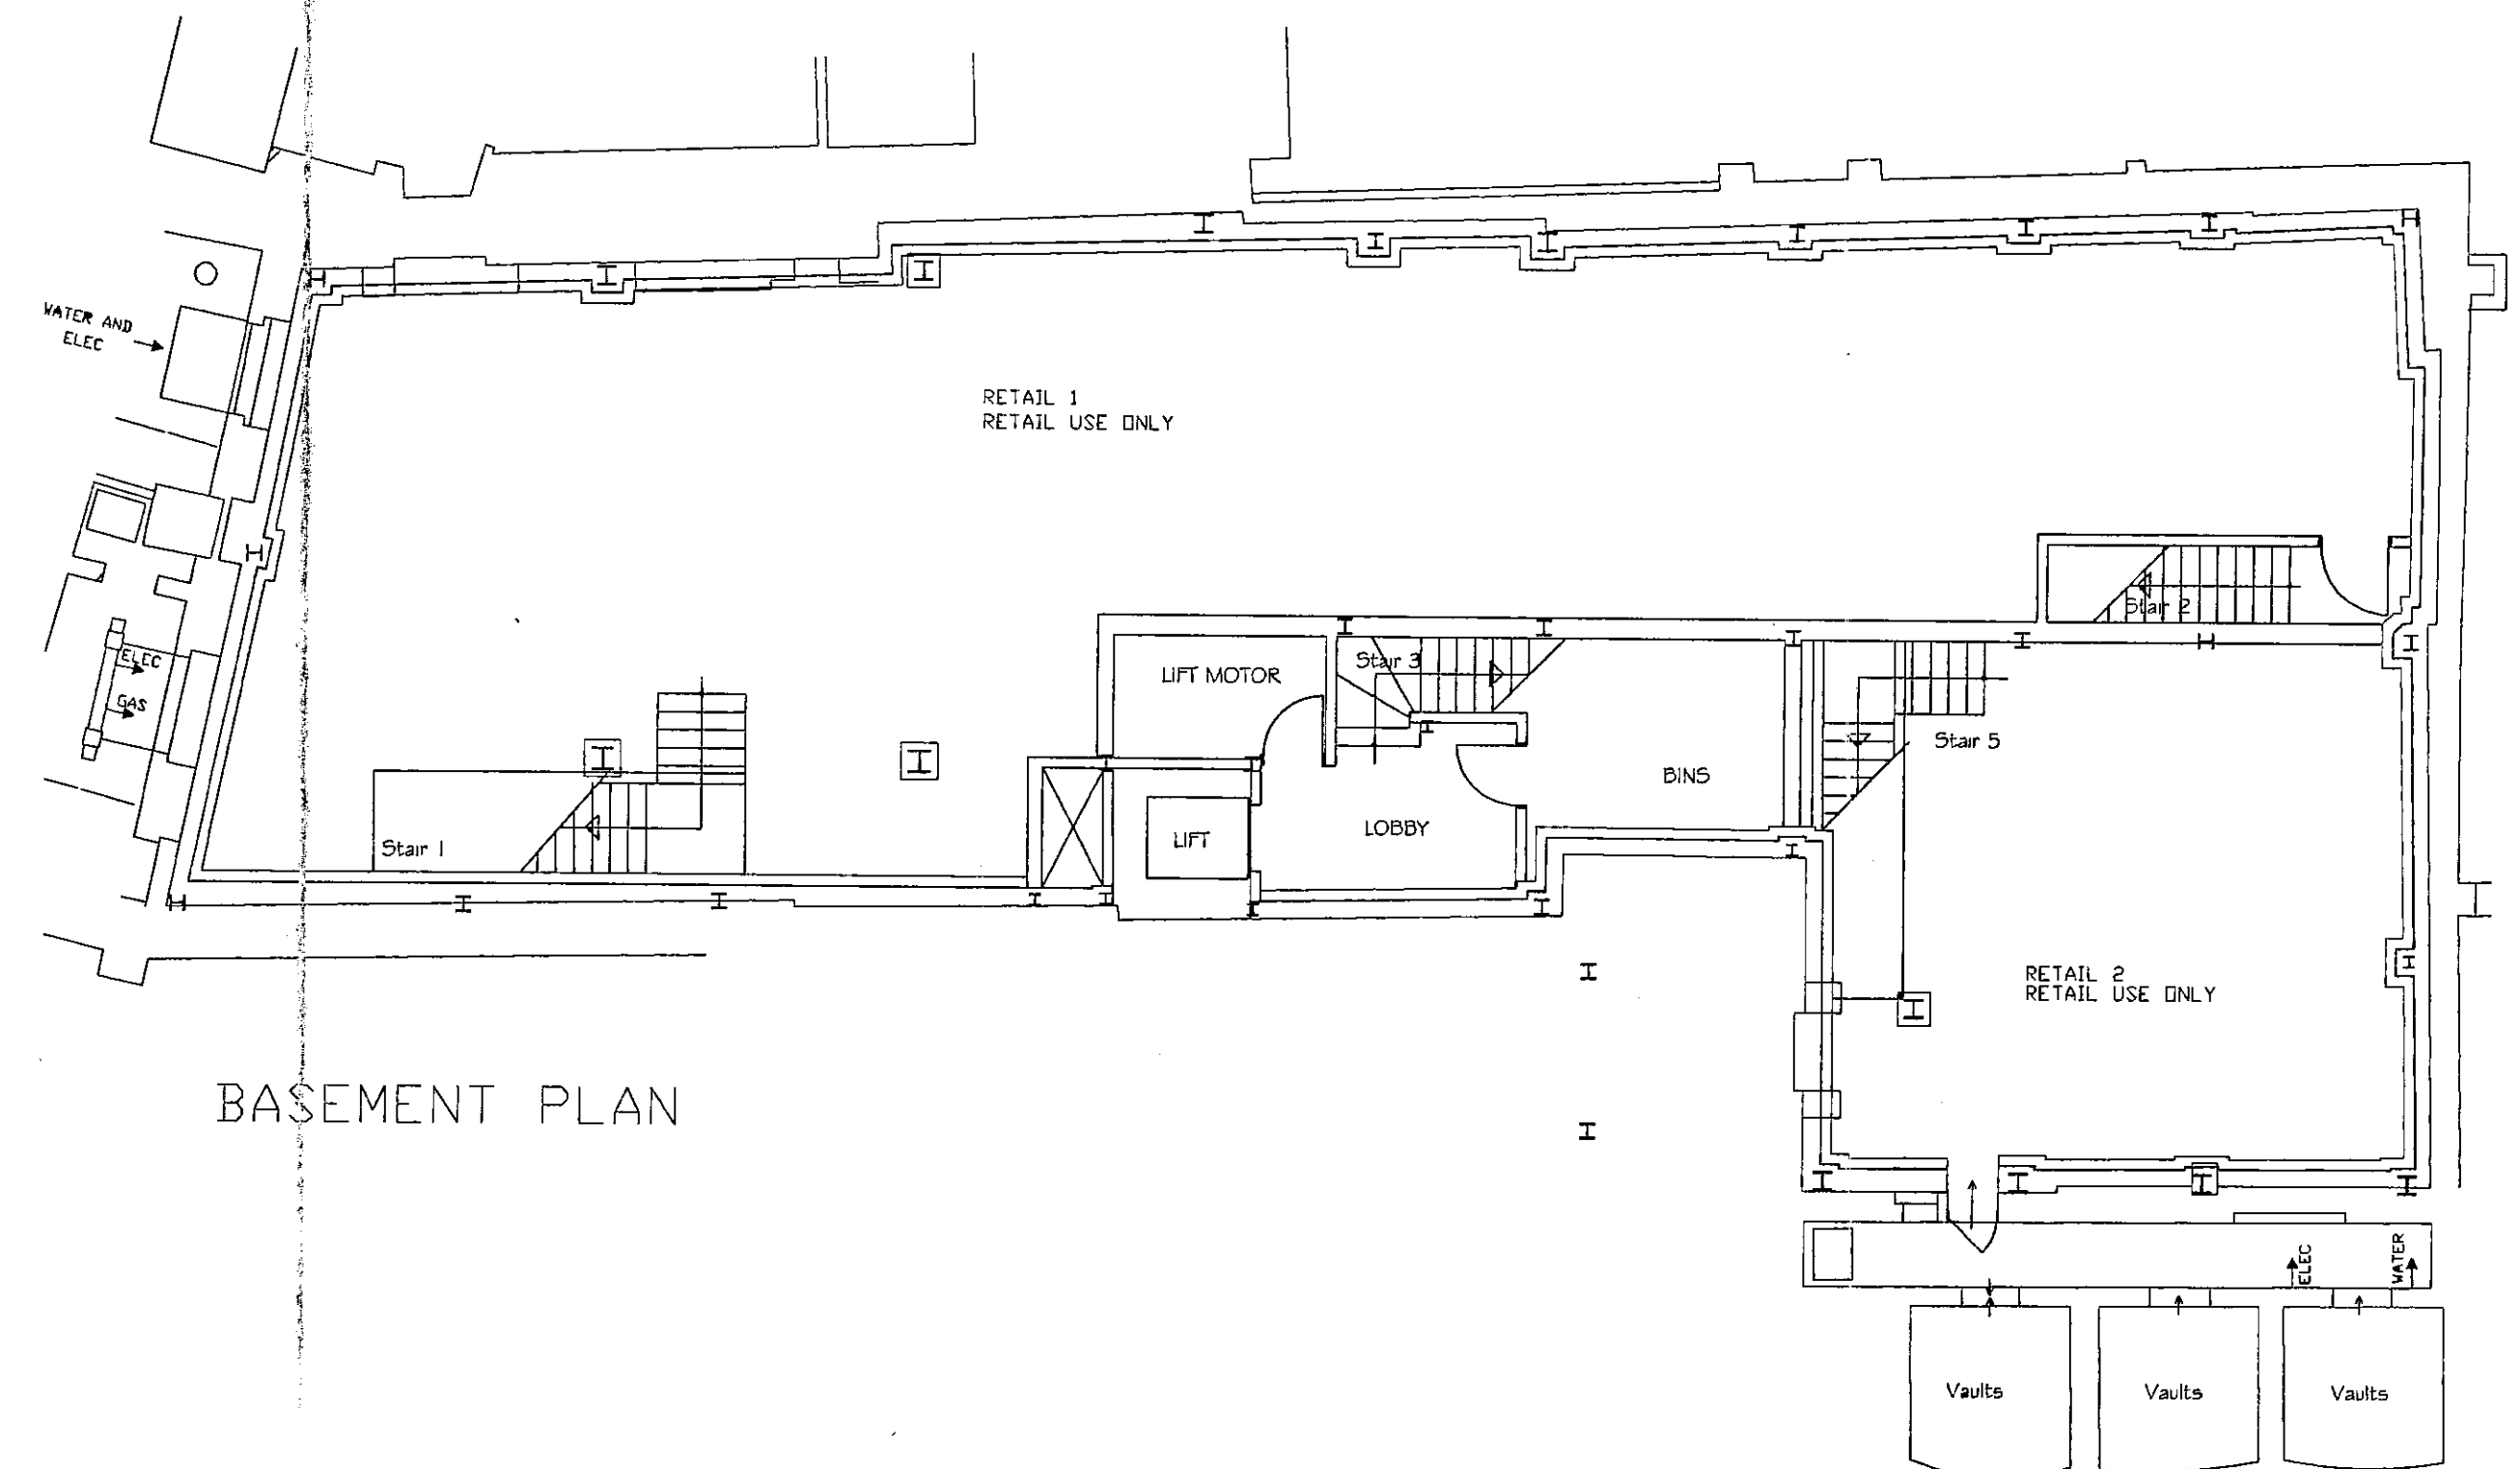 WATER AND
ELEC
RETAIL 1
RETAIL USE ONLY
Stair 2
ELEC
GAS
LIFT MOTOR
Stair 3
Stair 5
BINS
Stair 1
LIFT
LOBBY
RETAIL 2
RETAIL USE ONLY
BASEMENT PLAN
ELEC
WATER
Vaults
Vaults
Vaults